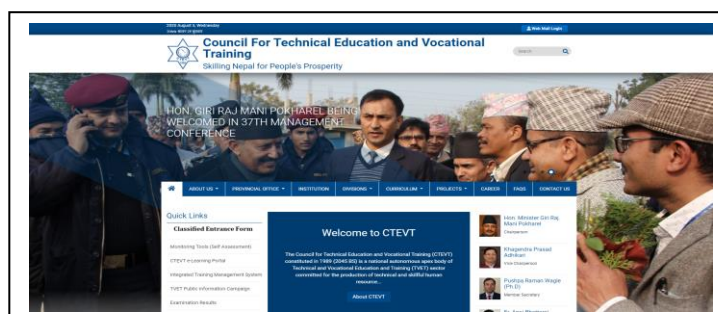 2020 August 5, Wednesday
Web Mail Login
Council For Technical Education and Vocational
Training
Skilling Nepal for People's Prosperity
Search
HON. GIRI RAJ MANI POKHAREL BEING
WELCOMED IN 37TH MANAGEMENT
CONFERENCE
ABOUT US
PROVINCIAL OFFICE
INSTITUTION
DIVISIONS
CURRICULUM
PROJECTS
CAREER
FAQS
CONTACT US
Quick Links
Classified Entrance Form
Monitoring Tools (Self Assessment)
CTEVT e-Learning Portal
Integrated Training Management System
TVET Public Information Campaign
Examination Results
Welcome to CTEVT
The Council for Technical Education and Vocational Training (CTEVT)
constituted in 1989 (2045 BS) is a national autonomous apex body of
Technical and Vocational Education and Training (TVET) sector
committed for the production of technical and skillful human
resource...
About CTEVT
Hon. Minister Giri Raj
Mani Pokharel
Chairperson
Khagendra Prasad
Adhikari
Vice Chairperson
Pushpa Raman Wagle
(Ph.D)
Member Secretary